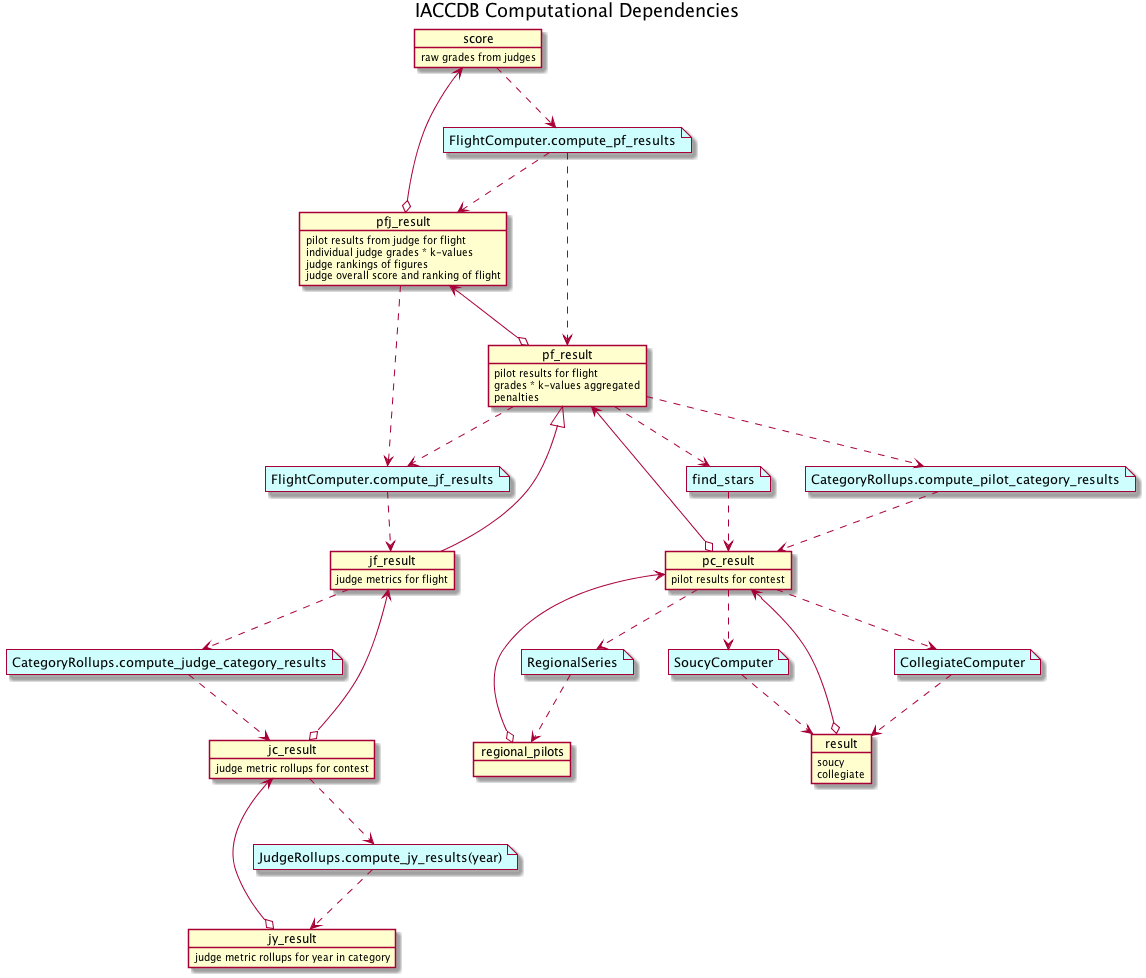 IACCDB Computational Dependencies
score
raw grades from judges
FlightComputer.compute_pf_results
pfj_result
pilot results from judge for flight
individual judge grades * k-values
judge rankings of figures
judge overall score and ranking of flight
pf_result
pilot results for flight
grades * k-values aggregated
penalties
FlightComputer.compute_jf_results
find_stars
CategoryRollups.compute_pilot_category_results
jf_result
judge metrics for flight
pc_result
pilot results for contest
CategoryRollups.compute_judge_category_results
RegionalSeries
SoucyComputer
CollegiateComputer
jc_result
judge metric rollups for contest
regional_pilots
result
soucy
collegiate
JudgeRollups.compute_jy_results(year)
jy_result
judge metric rollups for year in category